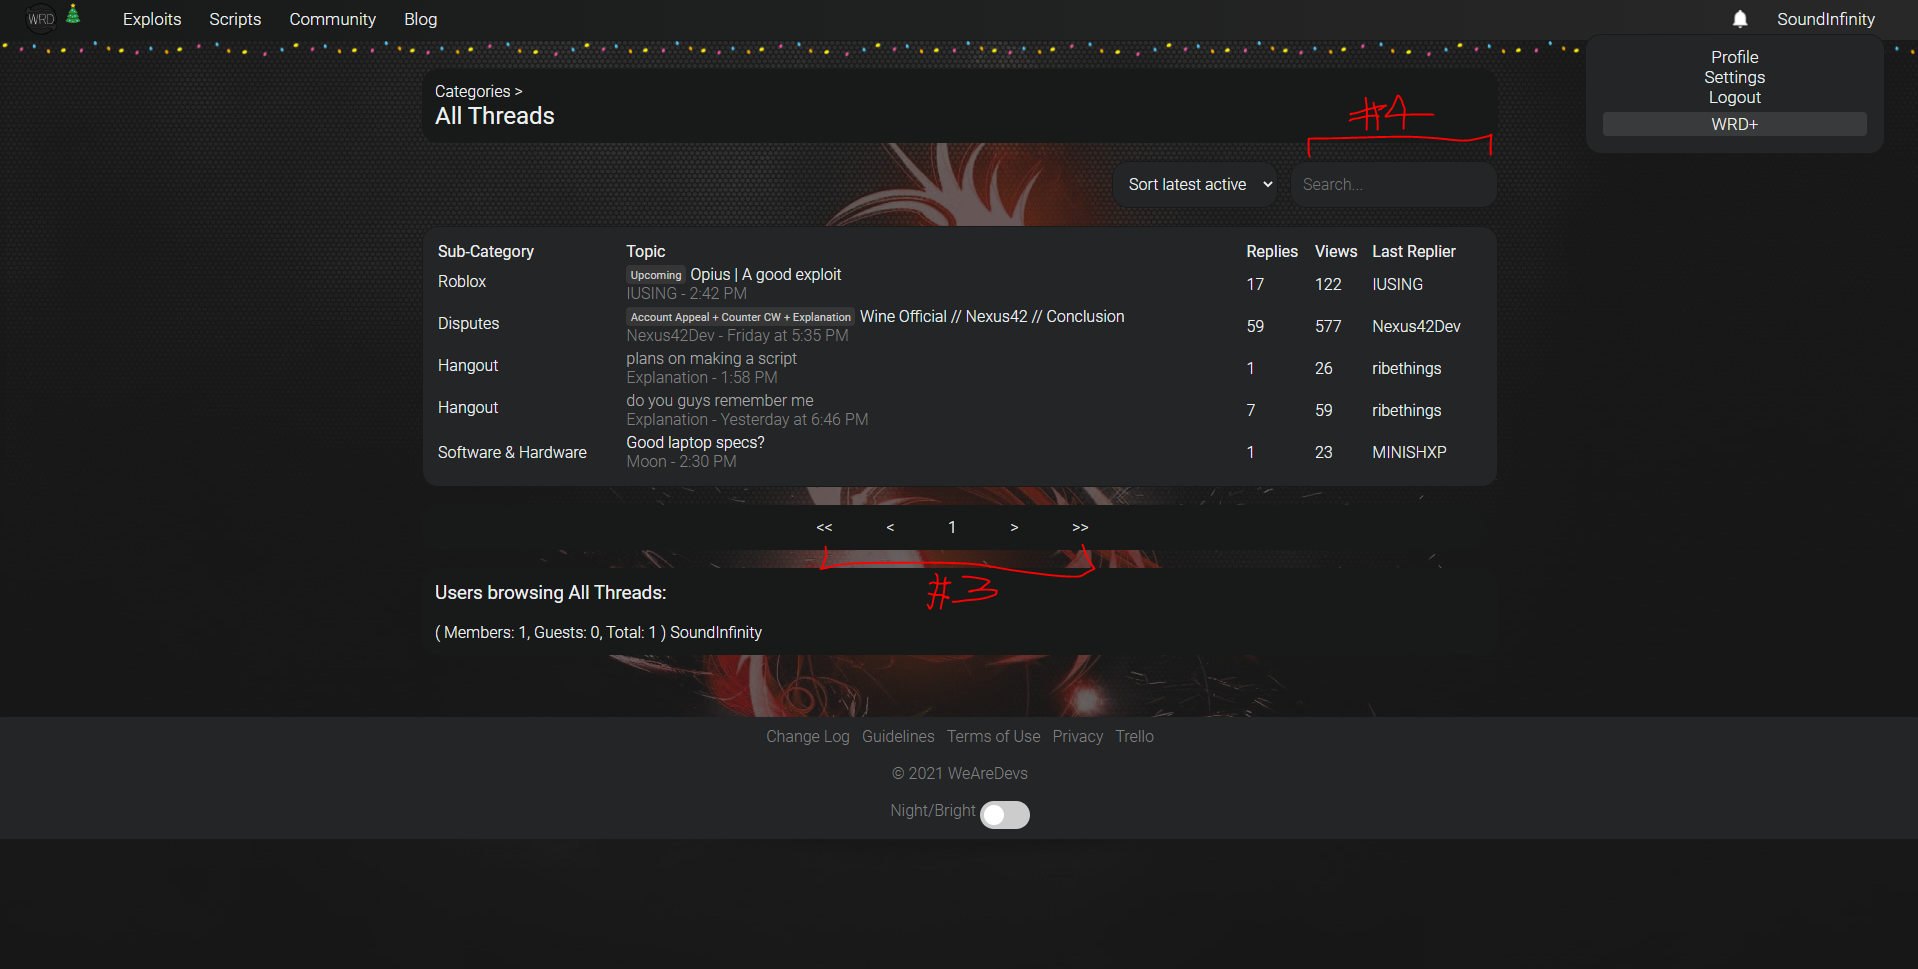 WRD Exploits Scripts Community Blog SoundInfinity
Profile
Settings
Logout
WRD+
Categories >
All Threads
#4
Sort latest active Search...
Sub-Category Topic Replies Views Last Replier
Roblox Upcoming Opius | A good exploit 17 122 IUSING
IUSING - 2:42 PM
Disputes Account Appeal + Counter CW + Explanation Wine Official // Nexus42 // Conclusion 59 577 Nexus42Dev
Nexus42Dev - Friday at 5:35 PM
Hangout plans on making a script 1 26 ribethings
Explanation - 1:58 PM
Hangout do you guys remember me 7 59 ribethings
Explanation - Yesterday at 6:46 PM
Software & Hardware Good laptop specs? 1 23 MINISHXP
Moon - 2:30 PM
<< < 1 > >>
#3
Users browsing All Threads:
( Members: 1, Guests: 0, Total: 1 ) SoundInfinity
Change Log Guidelines Terms of Use Privacy Trello
© 2021 WeAreDevs
Night/Bright